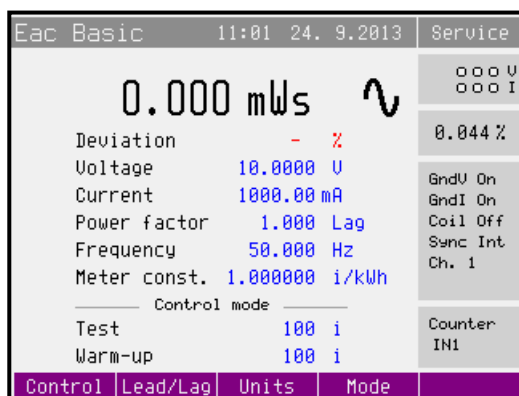 Eac Basic 11:01 24. 9.2013 Service
000 V
000 I
0.000 mWs
0.044 %
Deviation - %
Voltage 10.0000 V
Current 1000.00 mA
Power factor 1.000 Lag
Frequency 50.000 Hz
Meter const. 1.000000 i/kWh
GndV On
GndI On
Coil Off
Sync Int
Ch. 1
Control mode
Test 100 i
Warm-up 100 i
Counter
IN1
Control Lead/Lag Units Mode